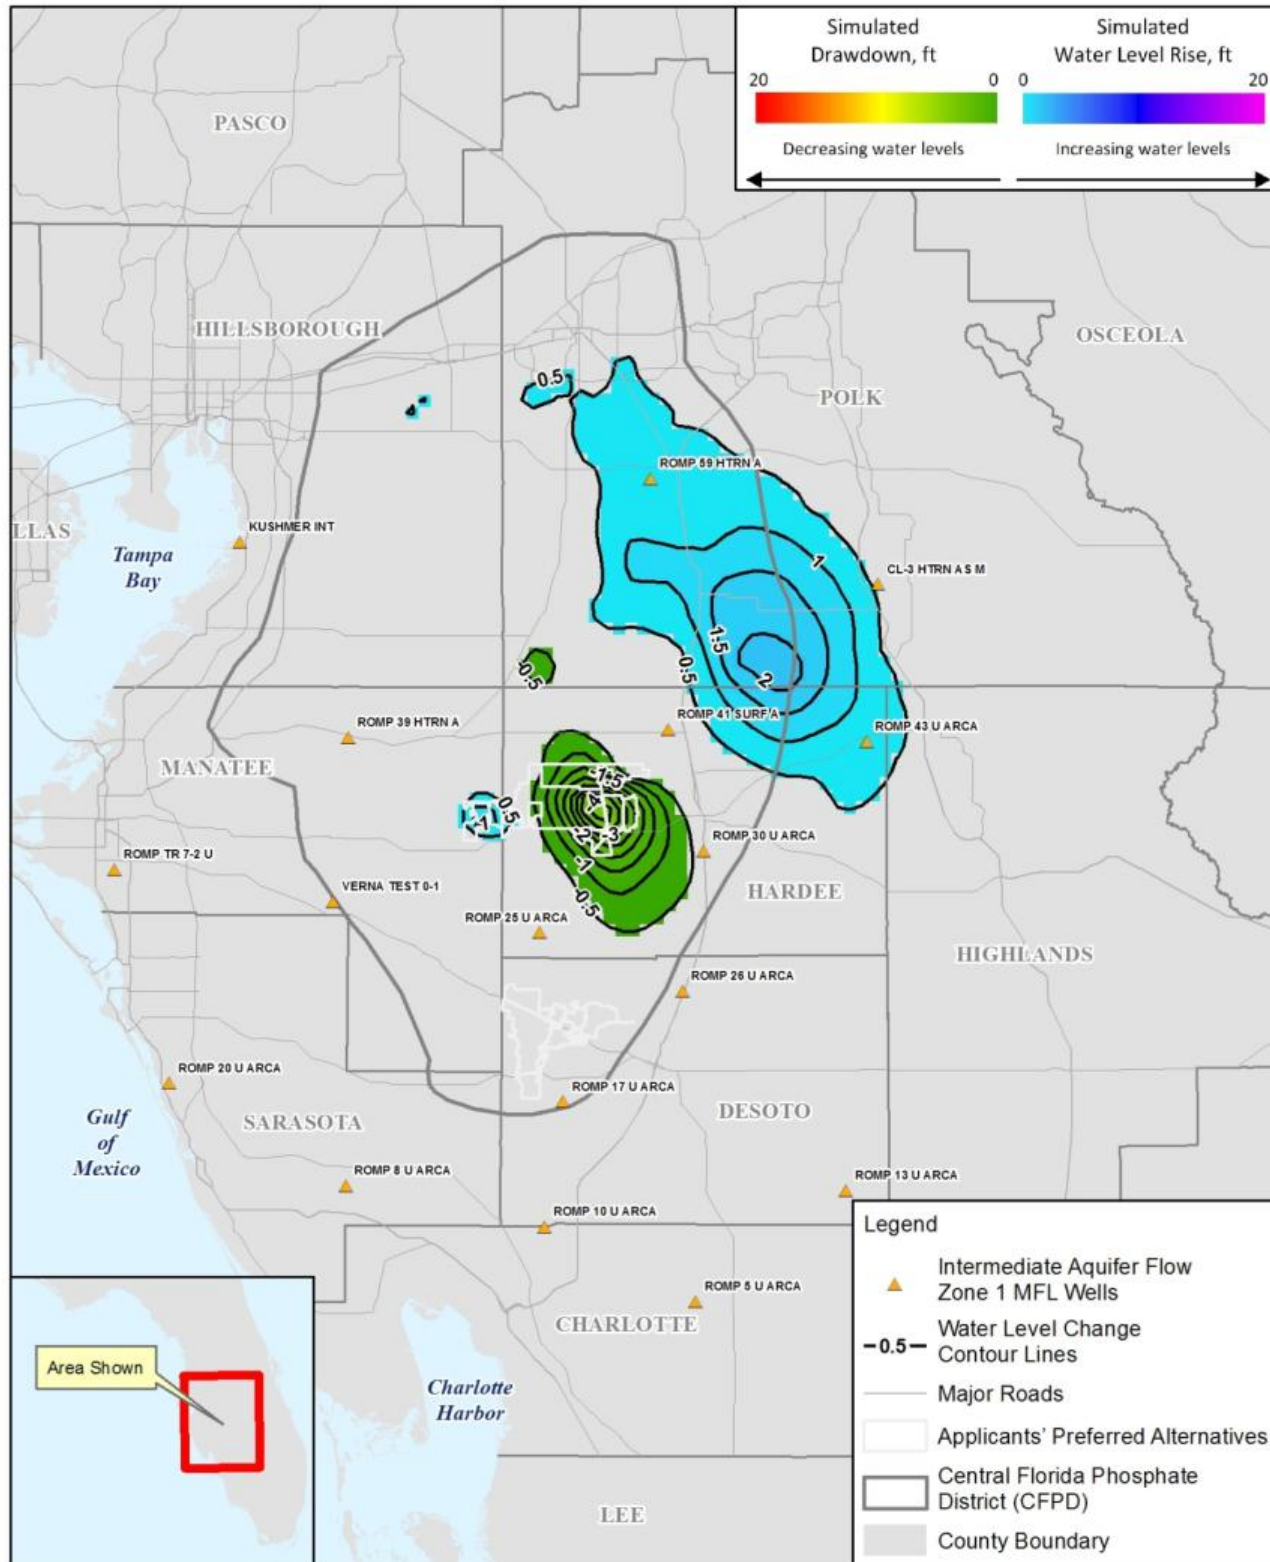 Simulated
Drawdown, ft
Simulated
Water Level Rise, ft
20
0
0
20
Decreasing water levels
Increasing water levels
PASCO
HILLSBOROUGH
OSCEOLA
POLK
0.5
ROMP 59 HTRN A
KUSHMER INT
LLAS
Tampa
Bay
1
CL-3 HTRN AS M
1.5
0.5
2
-0.5
ROMP 39 HTRN A
ROMP 41 SURF A
ROMP 43 U ARCA
MANATEE
-1.5
0.5
-2
-3
-1
ROMP 30 U ARCA
ROMP TR 7-2 U
VERNA TEST 0-1
HARDEE
-0.5
ROMP 25 U ARCA
HIGHLANDS
ROMP 26 U ARCA
ROMP 20 U ARCA
ROMP 17 U ARCA
DESOTO
Gulf
of
Mexico
SARASOTA
ROMP 8 U ARCA
ROMP 13 U ARCA
ROMP 10 U ARCA
ROMP 5 U ARCA
CHARLOTTE
Charlotte
Harbor
LEE
Area Shown
Legend
Intermediate Aquifer Flow
Zone 1 MFL Wells
0.5
Water Level Change
Contour Lines
Major Roads
Applicants' Preferred Alternatives
Central Florida Phosphate
District (CFPD)
County Boundary